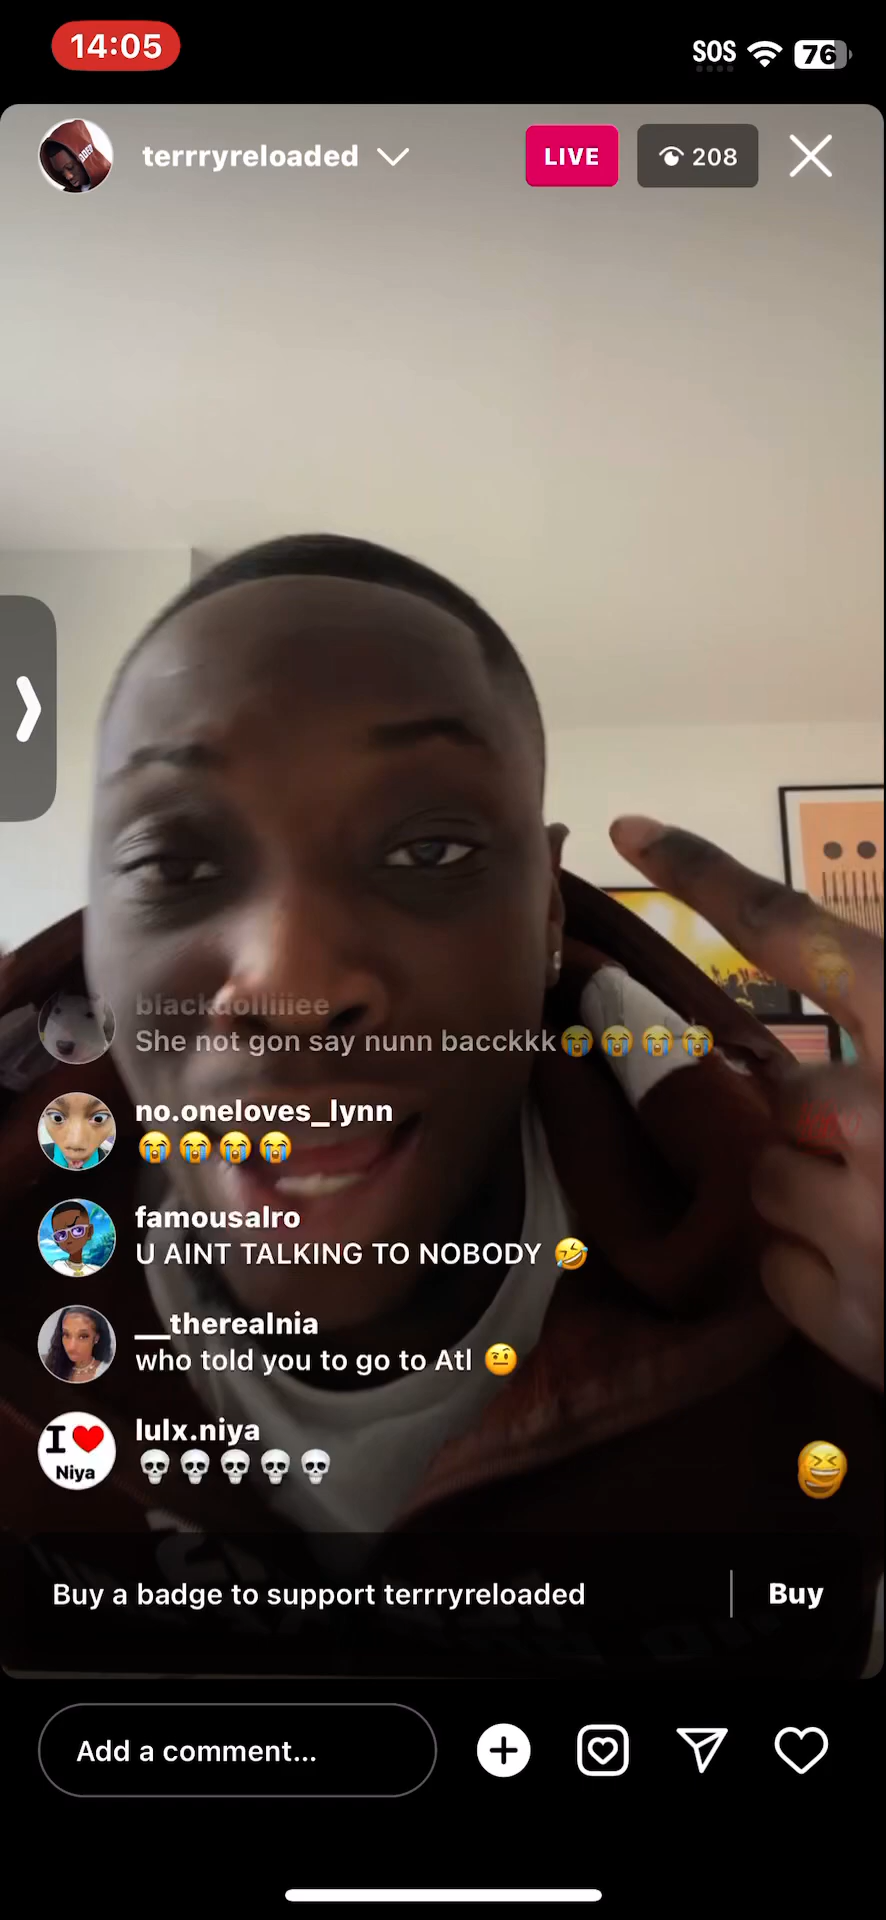 14:05
SOS
76
terrryreloaded
LIVE
208
blackdolliiiee
She not gon say nunn bacckkk😭😭😭😭
no.oneloves_lynn
😭😭😭😭
famousalro
U AINT TALKING TO NOBODY 🤣
__therealnia
who told you to go to Atl 🤨
I ❤️
Niya
lulx.niya
💀💀💀💀💀
Buy a badge to support terrryreloaded
Buy
Add a comment...